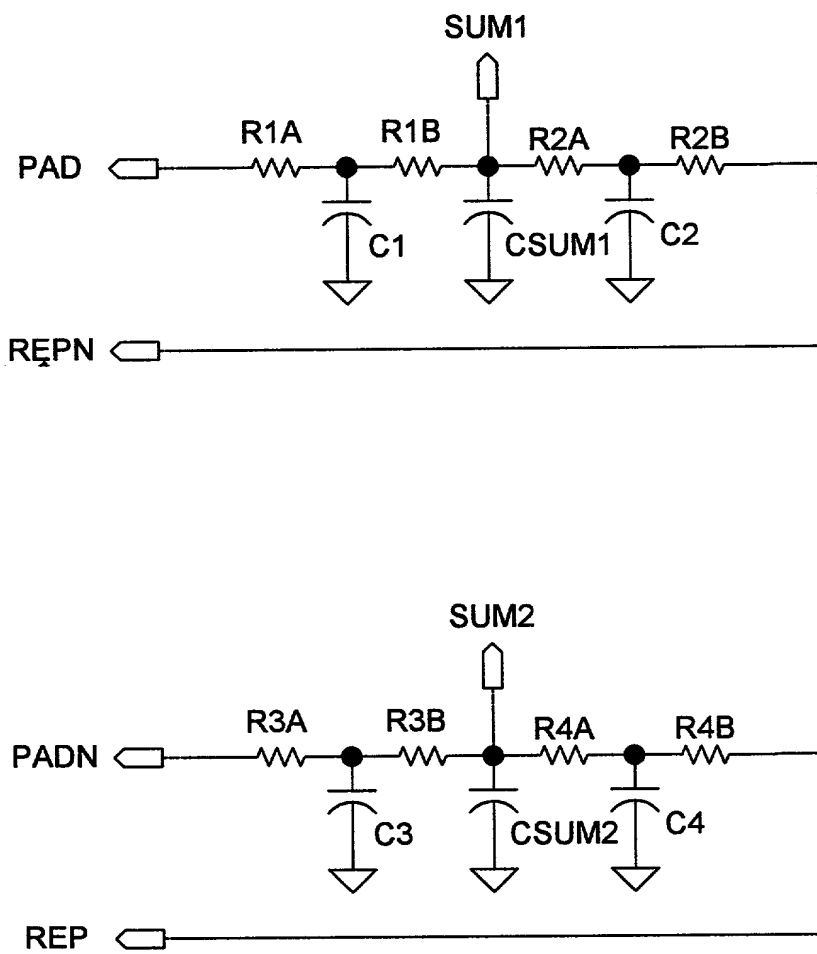 SUM1
R1A R1B R2A R2B
PAD
C1 CSUM1 C2
REPN
SUM2
R3A R3B R4A R4B
PADN
C3 CSUM2 C4
REP